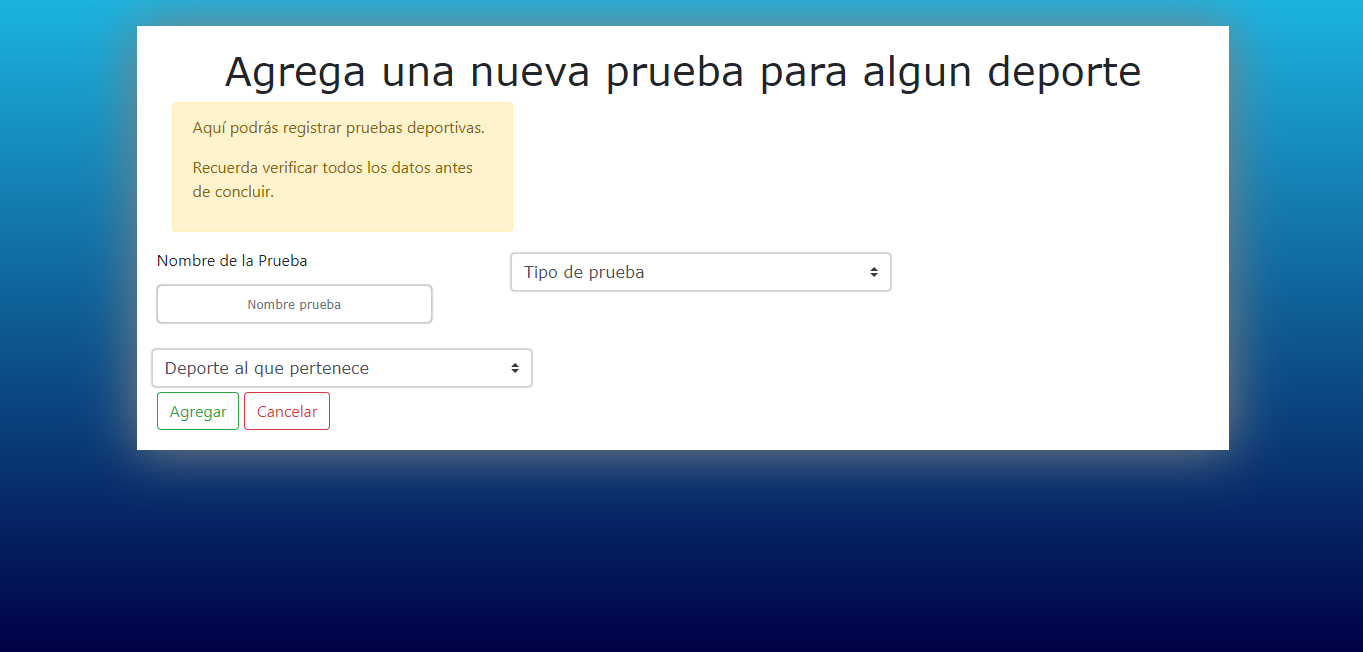 Agrega una nueva prueba para algun deporte
Aquí podrás registrar pruebas deportivas.
Recuerda verificar todos los datos antes
de concluir.
Nombre de la Prueba
Tipo de prueba
Nombre prueba
Deporte al que pertenece
Agregar Cancelar